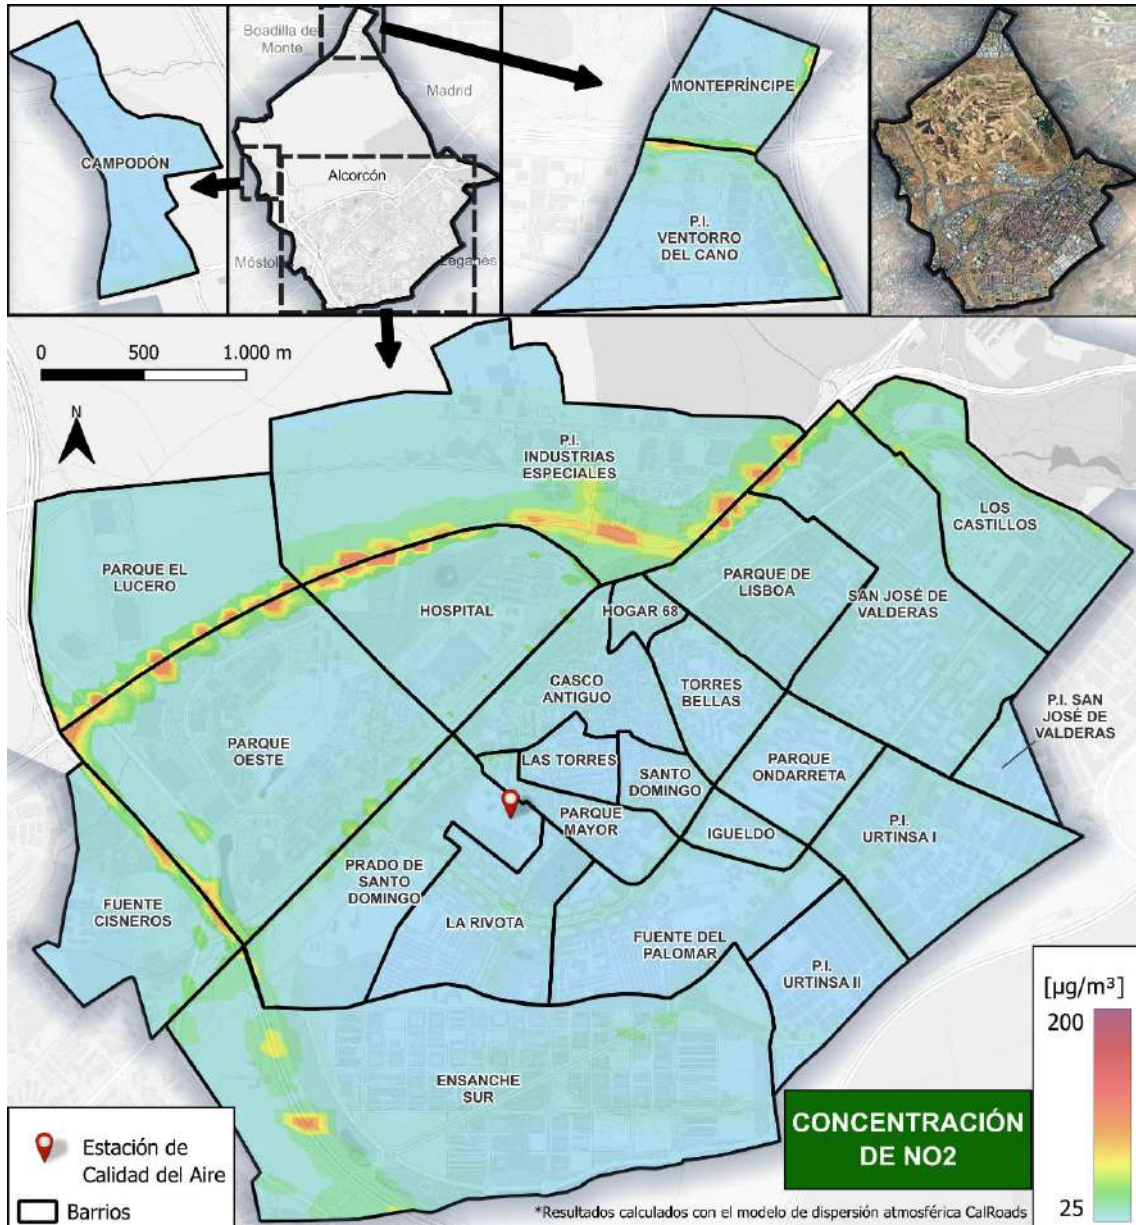 Boadilla de
Monte
Madrid
Alcorcón
Móstol
Leganés
CAMPODÓN
MONTEPRÍNCIPE
P.I.
VENTORRO
DEL CANO
0 500 1.000 m
N
P.I.
INDUSTRIAS
ESPECIALES
LOS
CASTILLOS
PARQUE EL
LUCERO
HOSPITAL
HOGAR 68
PARQUE DE
LISBOA
SAN JOSÉ DE
VALDERAS
CASCO
ANTIGUO
TORRES
BELLAS
P.I. SAN
JOSÉ DE
VALDERAS
PARQUE
OESTE
LAS TORRES
SANTO
DOMINGO
PARQUE
ONDARRETA
PARQUE
MAYOR
IGUELDO
P.I.
URTINSA I
PRADO DE
SANTO
DOMINGO
FUENTE
CISNEROS
LA RIVOTA
FUENTE DEL
PALOMAR
P.I.
URTINSA II
ENSANCHE
SUR
[µg/m³]
200
25
CONCENTRACIÓN
DE NO2
Estación de
Calidad del Aire
Barrios
*Resultados calculados con el modelo de dispersión atmosférica CalRoads